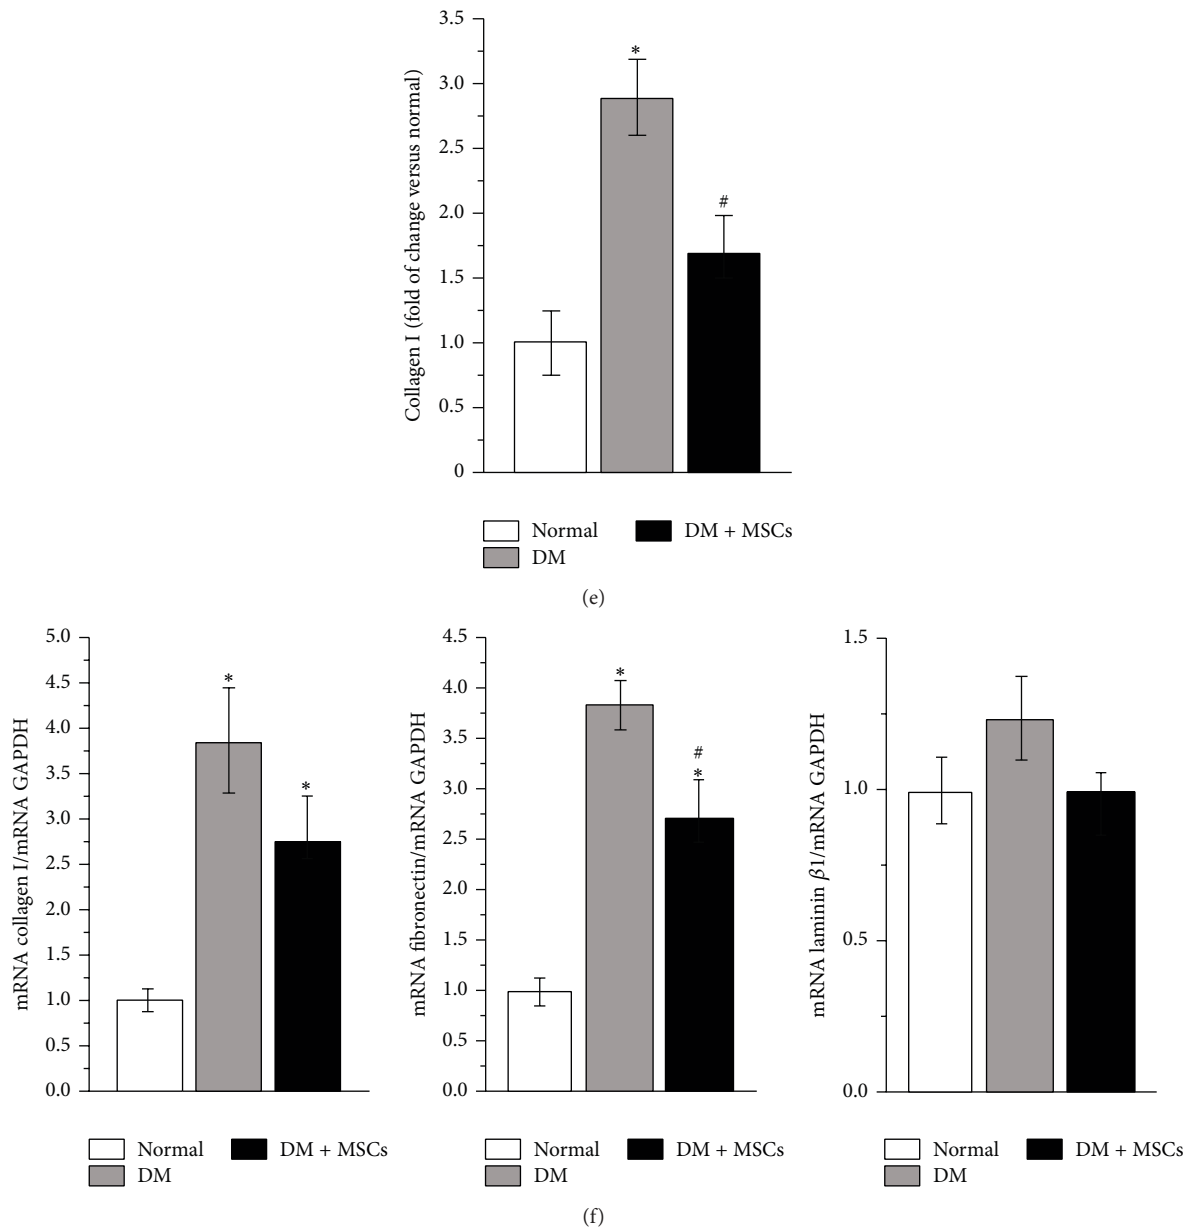 3.5
3.0
2.5
2.0
1.5
1.0
0.5
0
Collagen I (fold of change versus normal)
*
#
Normal
DM + MSCs
DM
(e)
5.0
4.5
4.0
3.5
3.0
2.5
2.0
1.5
1.0
0.5
0.0
mRNA collagen I/mRNA GAPDH
*
*
Normal
DM + MSCs
DM
4.5
4.0
3.5
3.0
2.5
2.0
1.5
1.0
0.5
0.0
mRNA fibronectin/mRNA GAPDH
*
#
*
Normal
DM + MSCs
DM
1.5
1.0
0.5
0.0
mRNA laminin β1/mRNA GAPDH
Normal
DM + MSCs
DM
(f)